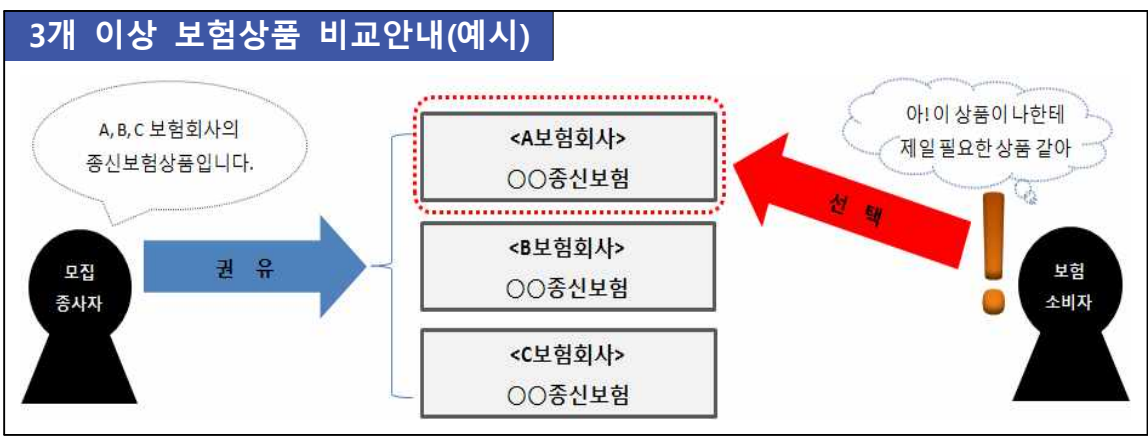 3개 이상 보험상품 비교안내(예시)
A, B, C 보험회사의
종신보험상품입니다.
모집
종사자
권 유
<A보험회사>
○○종신보험
<B보험회사>
○○종신보험
<C보험회사>
○○종신보험
선 택
아! 이 상품이 나한테
제일 필요한 상품 같아
보험
소비자